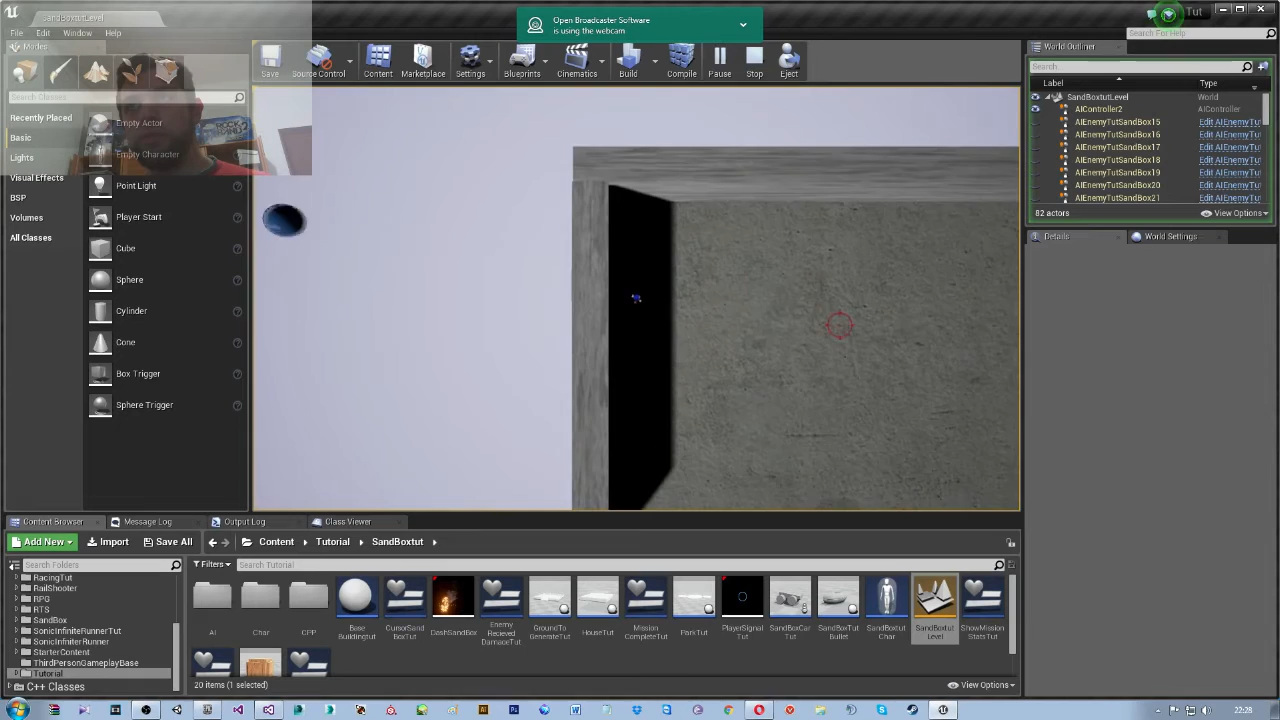 SandBoxtutLevel
Tut
Open Broadcaster Software
is using the webcam
File Edit Window Help
Search For Help
Modes
World Outliner
Save Source Control Content Marketplace Settings Blueprints Cinematics Build Compile Pause Stop Eject
Search...
Label Type
Search Classes
SandBoxtutLevel World
AIController2 AIController
Recently Placed
Empty Actor
AIEnemyTutSandBox15 Edit AIEnemyTut
Basic
AIEnemyTutSandBox16 Edit AIEnemyTut
AIEnemyTutSandBox17 Edit AIEnemyTut
Lights
Empty Character
AIEnemyTutSandBox18 Edit AIEnemyTut
AIEnemyTutSandBox19 Edit AIEnemyTut
Visual Effects
Point Light
AIEnemyTutSandBox20 Edit AIEnemyTut
BSP
AIEnemyTutSandBox21 Edit AIEnemyTut
Volumes
Player Start
82 actors View Options
All Classes
Details World Settings
Cube
Sphere
Cylinder
Cone
Box Trigger
Sphere Trigger
Content Browser Message Log Output Log Class Viewer
Add New Import Save All Content Tutorial SandBoxtut
Search Folders
Filters Search Tutorial
RacingTut
RailShooter
RPG
RTS
SandBox
SonicInfiniteRunnerTut
SonicInfiniterRunner
StarterContent
ThirdPersonGameplayBase
Tutorial
C++ Classes
AI
Char
CPP
Base
Buildingtut
CursorSand
BoxTut
DashSandBox
Enemy
Recieved
DamazeTut
GroundTo
GenerateTut
HouseTut
Mission
CompleteTut
ParkTut
PlayerSignal
Tut
SandBoxCar
Tut
SandBoxTut
Bullet
SandBoxtut
Char
SandBoxtut
Level
ShowMission
StatsTut
20 items (1 selected) View Options
22:28